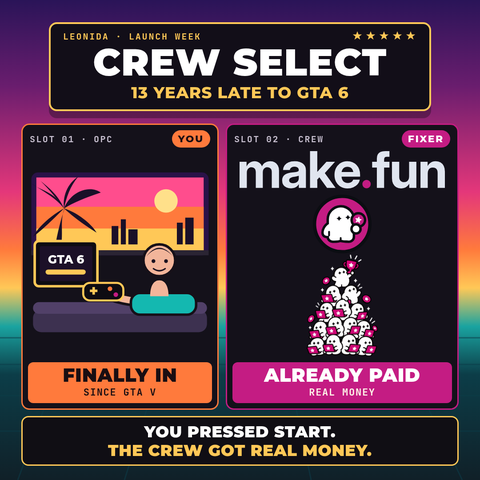 LEONIDA · LAUNCH WEEK
★★★★★
CREW SELECT
13 YEARS LATE TO GTA 6
SLOT 01 · OPC
YOU
GTA 6
FINALLY IN
SINCE GTA V
SLOT 02 · CREW
FIXER
make.fun
ALREADY PAID
REAL MONEY
YOU PRESSED START.
THE CREW GOT REAL MONEY.